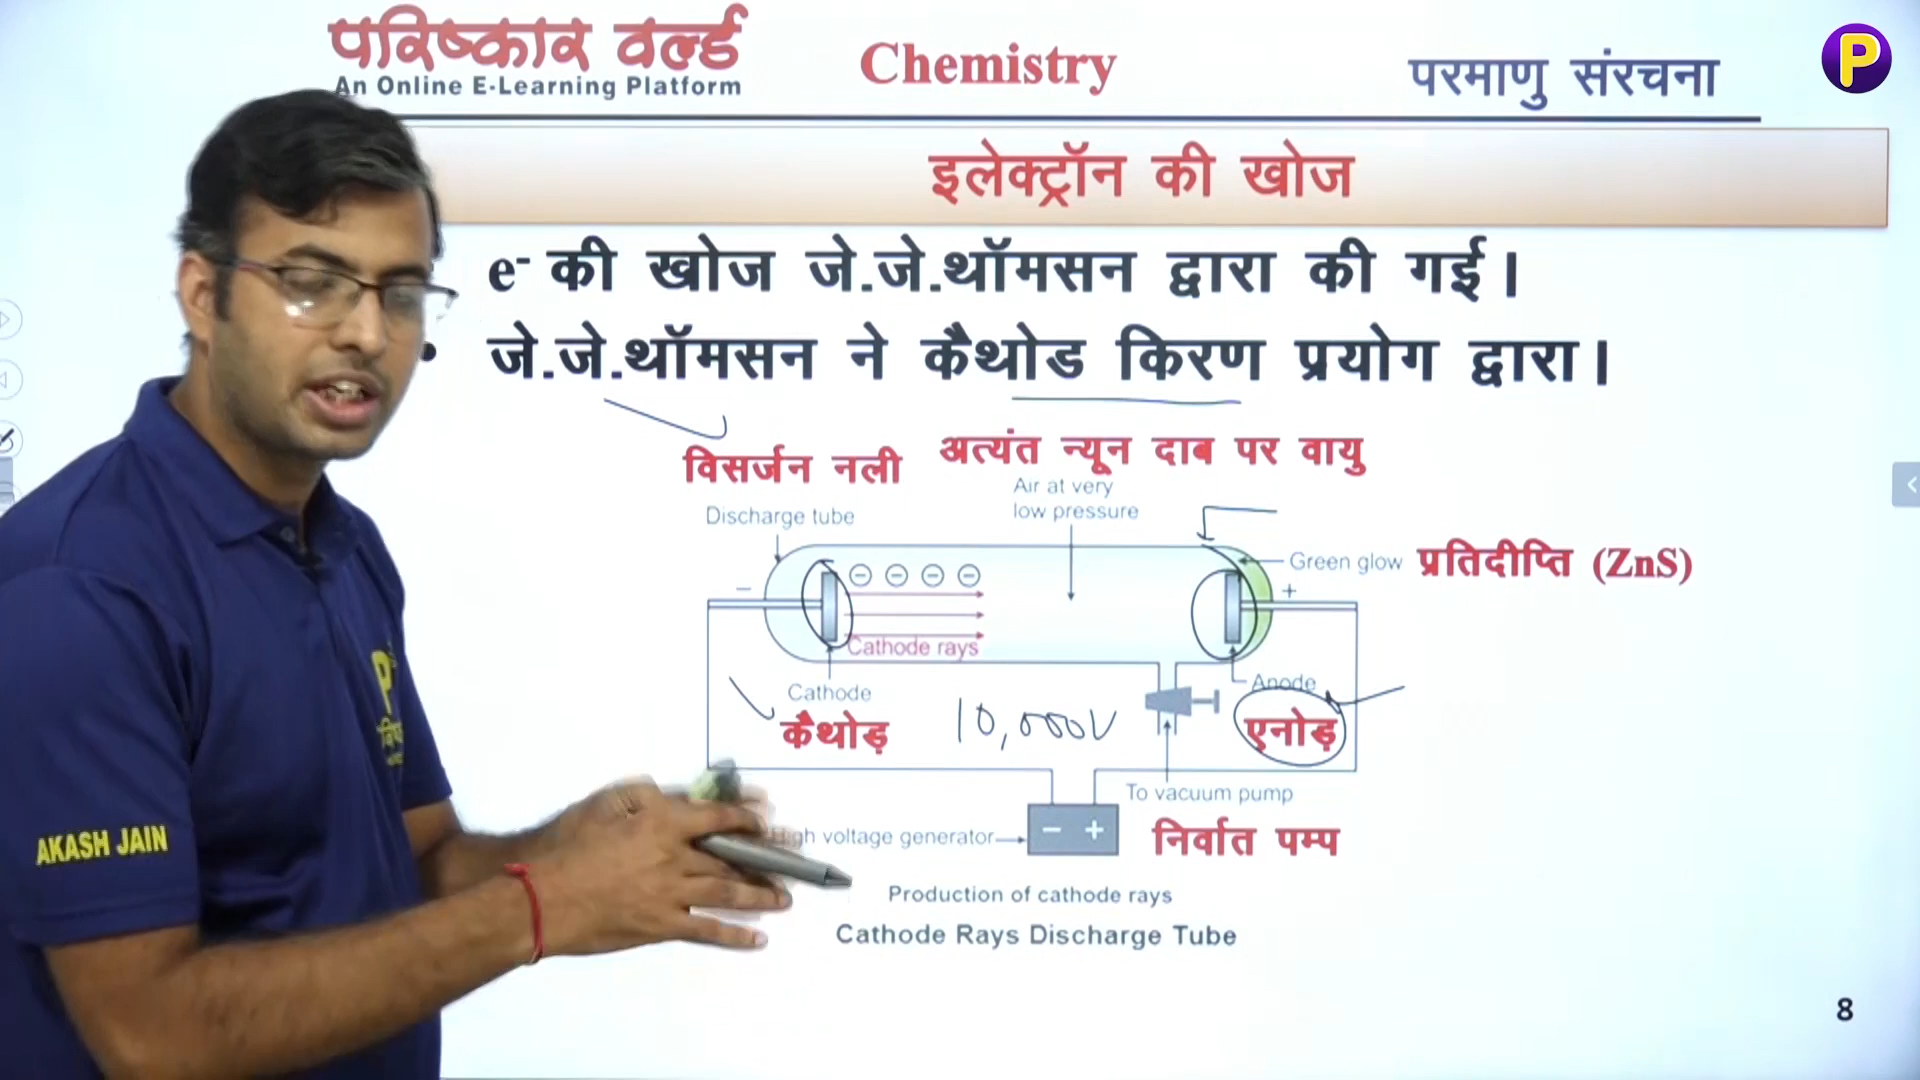 परिष्कार वर्ल्ड
An Online E-Learning Platform
Chemistry
परमाणु संरचना
P
इलेक्ट्रॉन की खोज
e- की खोज जे.जे.थॉमसन द्वारा की गई।
• जे.जे.थॉमसन ने कैथोड किरण प्रयोग द्वारा।
विसर्जन नली
अत्यंत न्यून दाब पर वायु
Discharge tube
Air at very
low pressure
Green glow
प्रतिदीप्ति (ZnS)
− +
Cathode rays
Cathode
Anode
कैथोड़
10,000V
एनोड़
To vacuum pump
High voltage generator
− +
निर्वात पम्प
Production of cathode rays
Cathode Rays Discharge Tube
AKASH JAIN
8